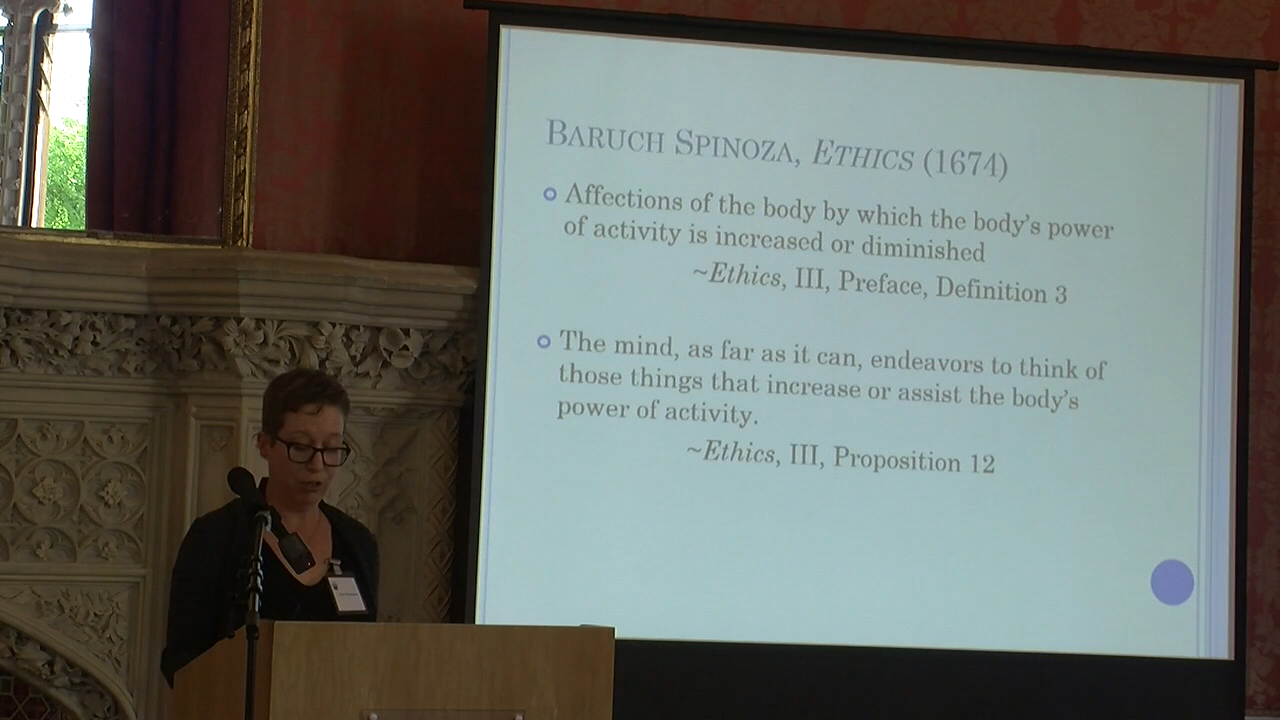 BARUCH SPINOZA, ETHICS (1674)
Affections of the body by which the body's power
of activity is increased or diminished
~Ethics, III, Preface, Definition 3
The mind, as far as it can, endeavors to think of
those things that increase or assist the body's
power of activity.
~Ethics, III, Proposition 12